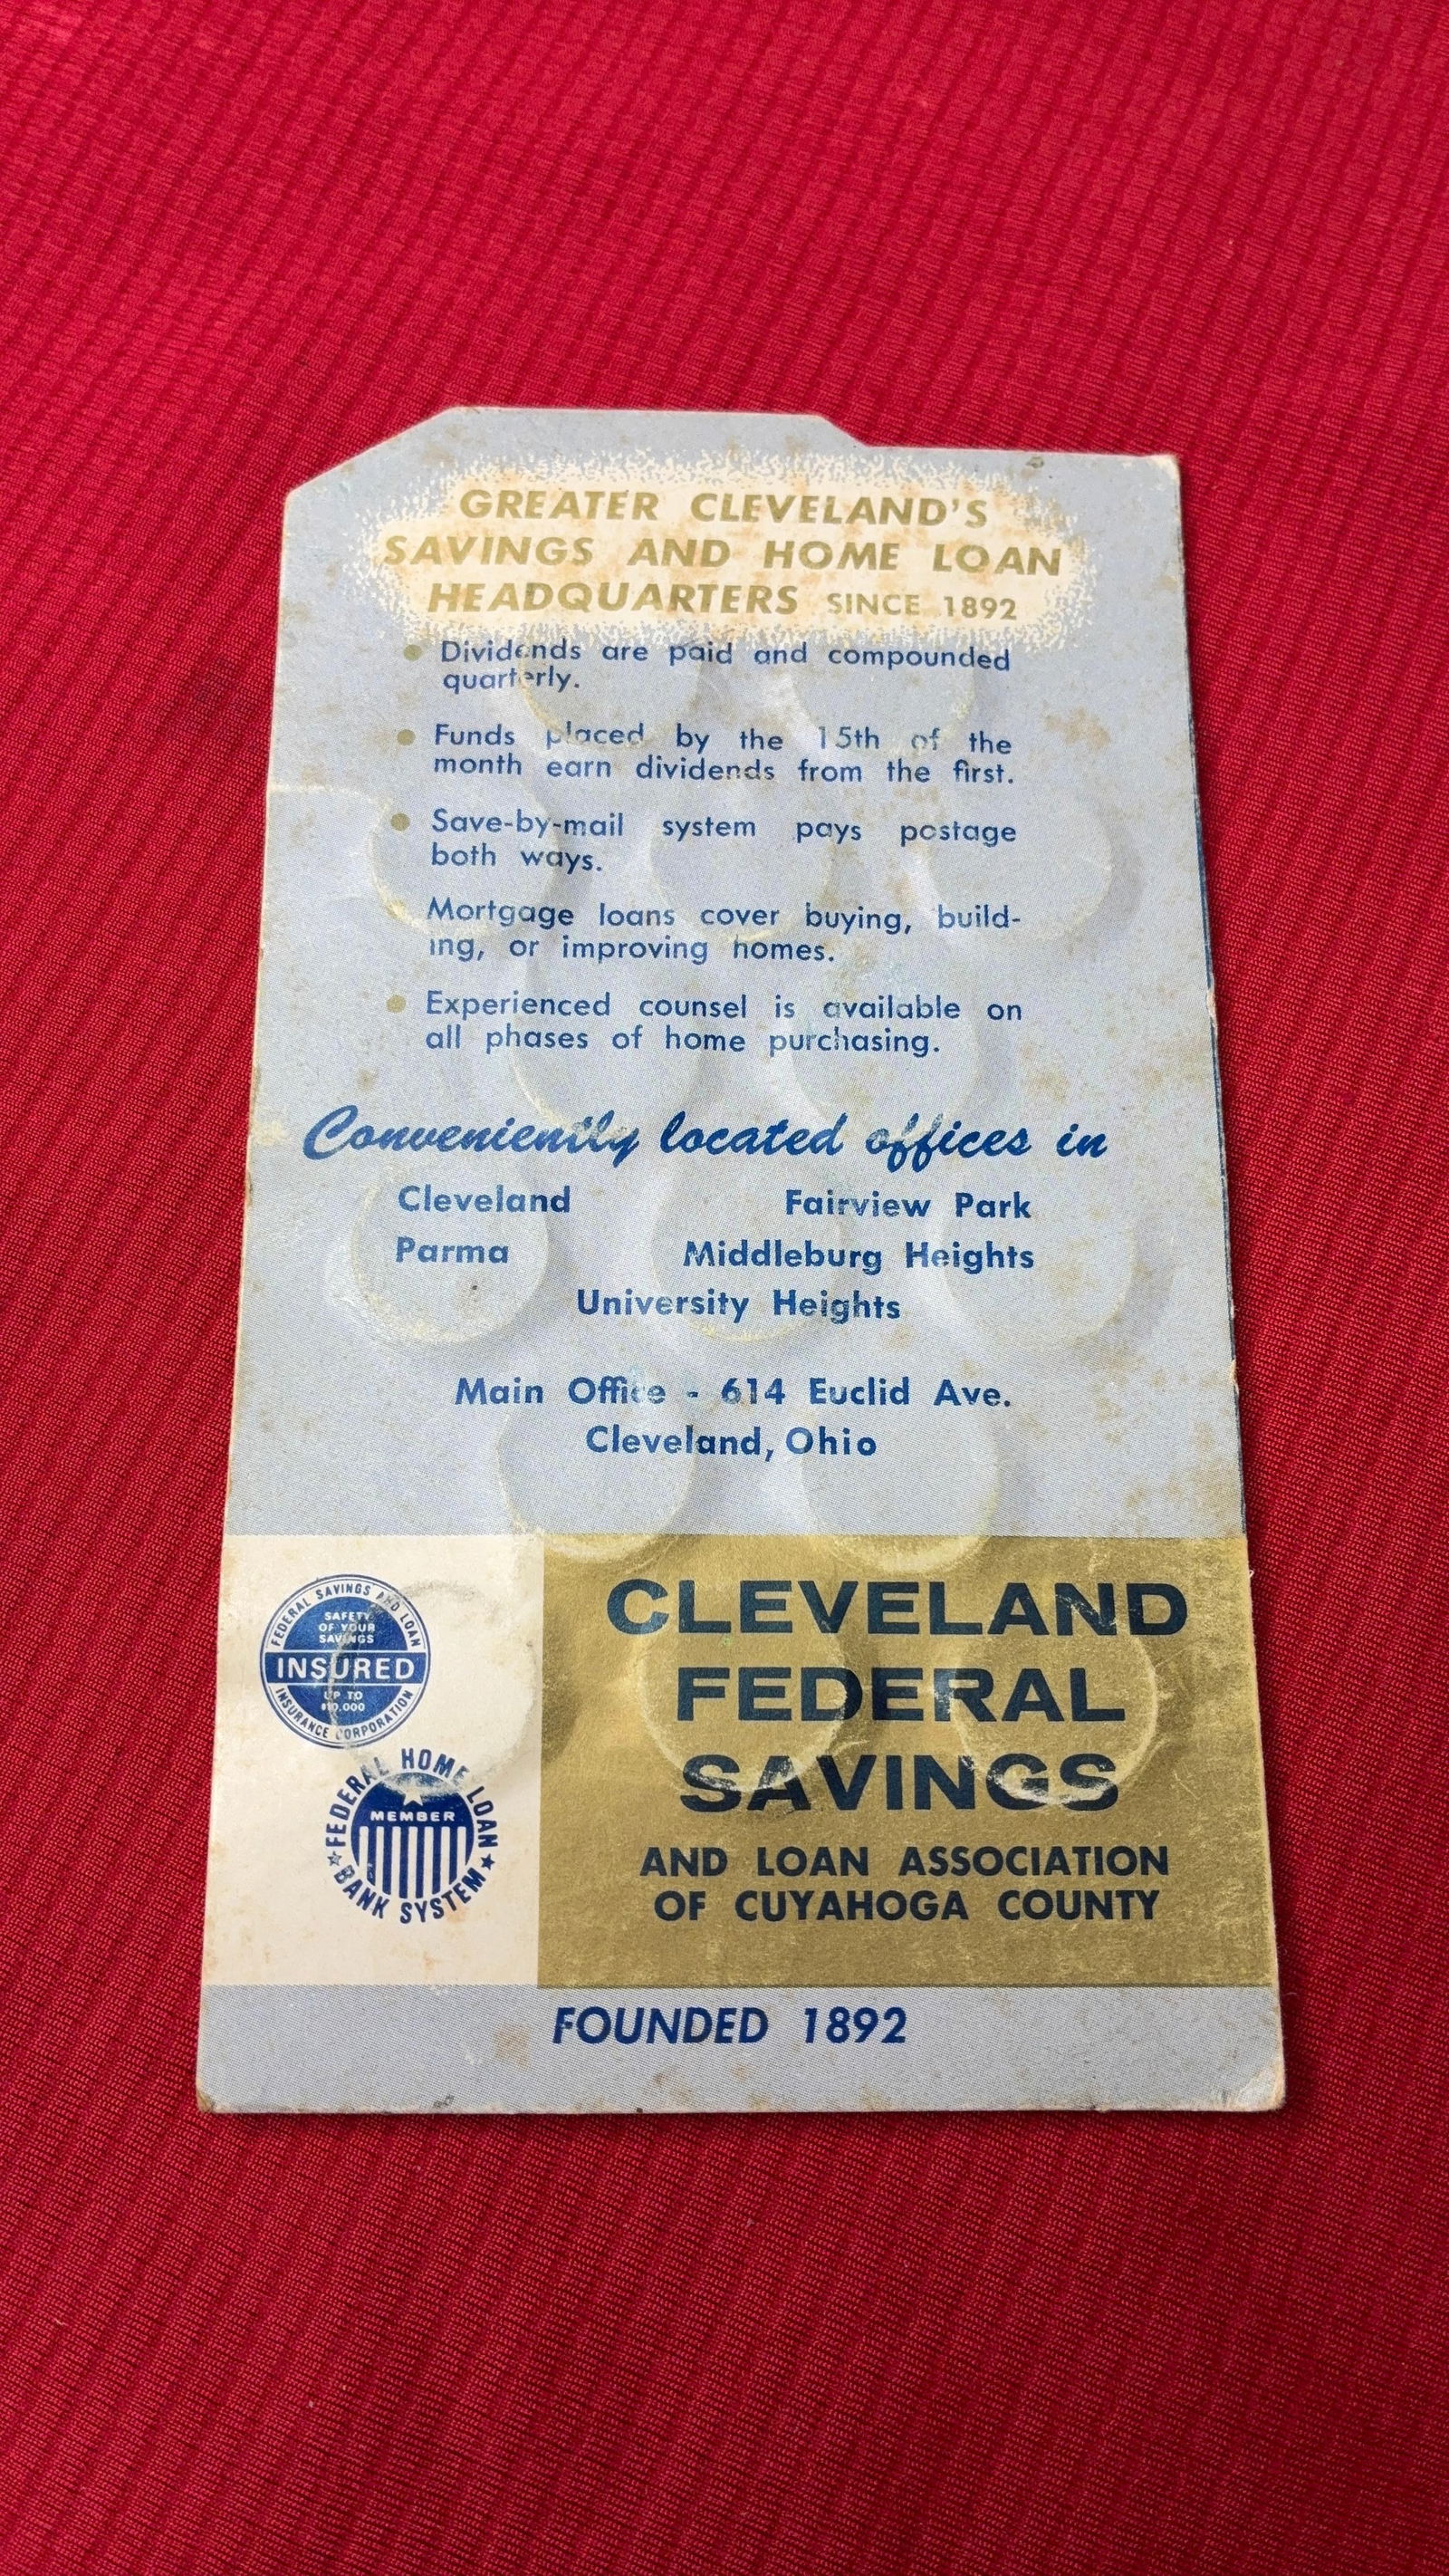 GREATER CLEVELAND'S
SAVINGS AND HOME LOAN
HEADQUARTERS SINCE 1892
• Dividends are paid and compounded
quarterly.
• Funds placed by the 15th of the
month earn dividends from the first.
• Save-by-mail system pays postage
both ways.
• Mortgage loans cover buying, build-
ing, or improving homes.
• Experienced counsel is available on
all phases of home purchasing.
Conveniently located offices in
Cleveland Fairview Park
Parma Middleburg Heights
University Heights
Main Office - 614 Euclid Ave.
Cleveland, Ohio
FEDERAL SAVINGS AND LOAN
SAFETY
OF YOUR
SAVINGS
INSURED
UP TO
$10,000
INSURANCE CORPORATION
FEDERAL HOME LOAN
MEMBER
BANK SYSTEM
CLEVELAND
FEDERAL
SAVINGS
AND LOAN ASSOCIATION
OF CUYAHOGA COUNTY
FOUNDED 1892